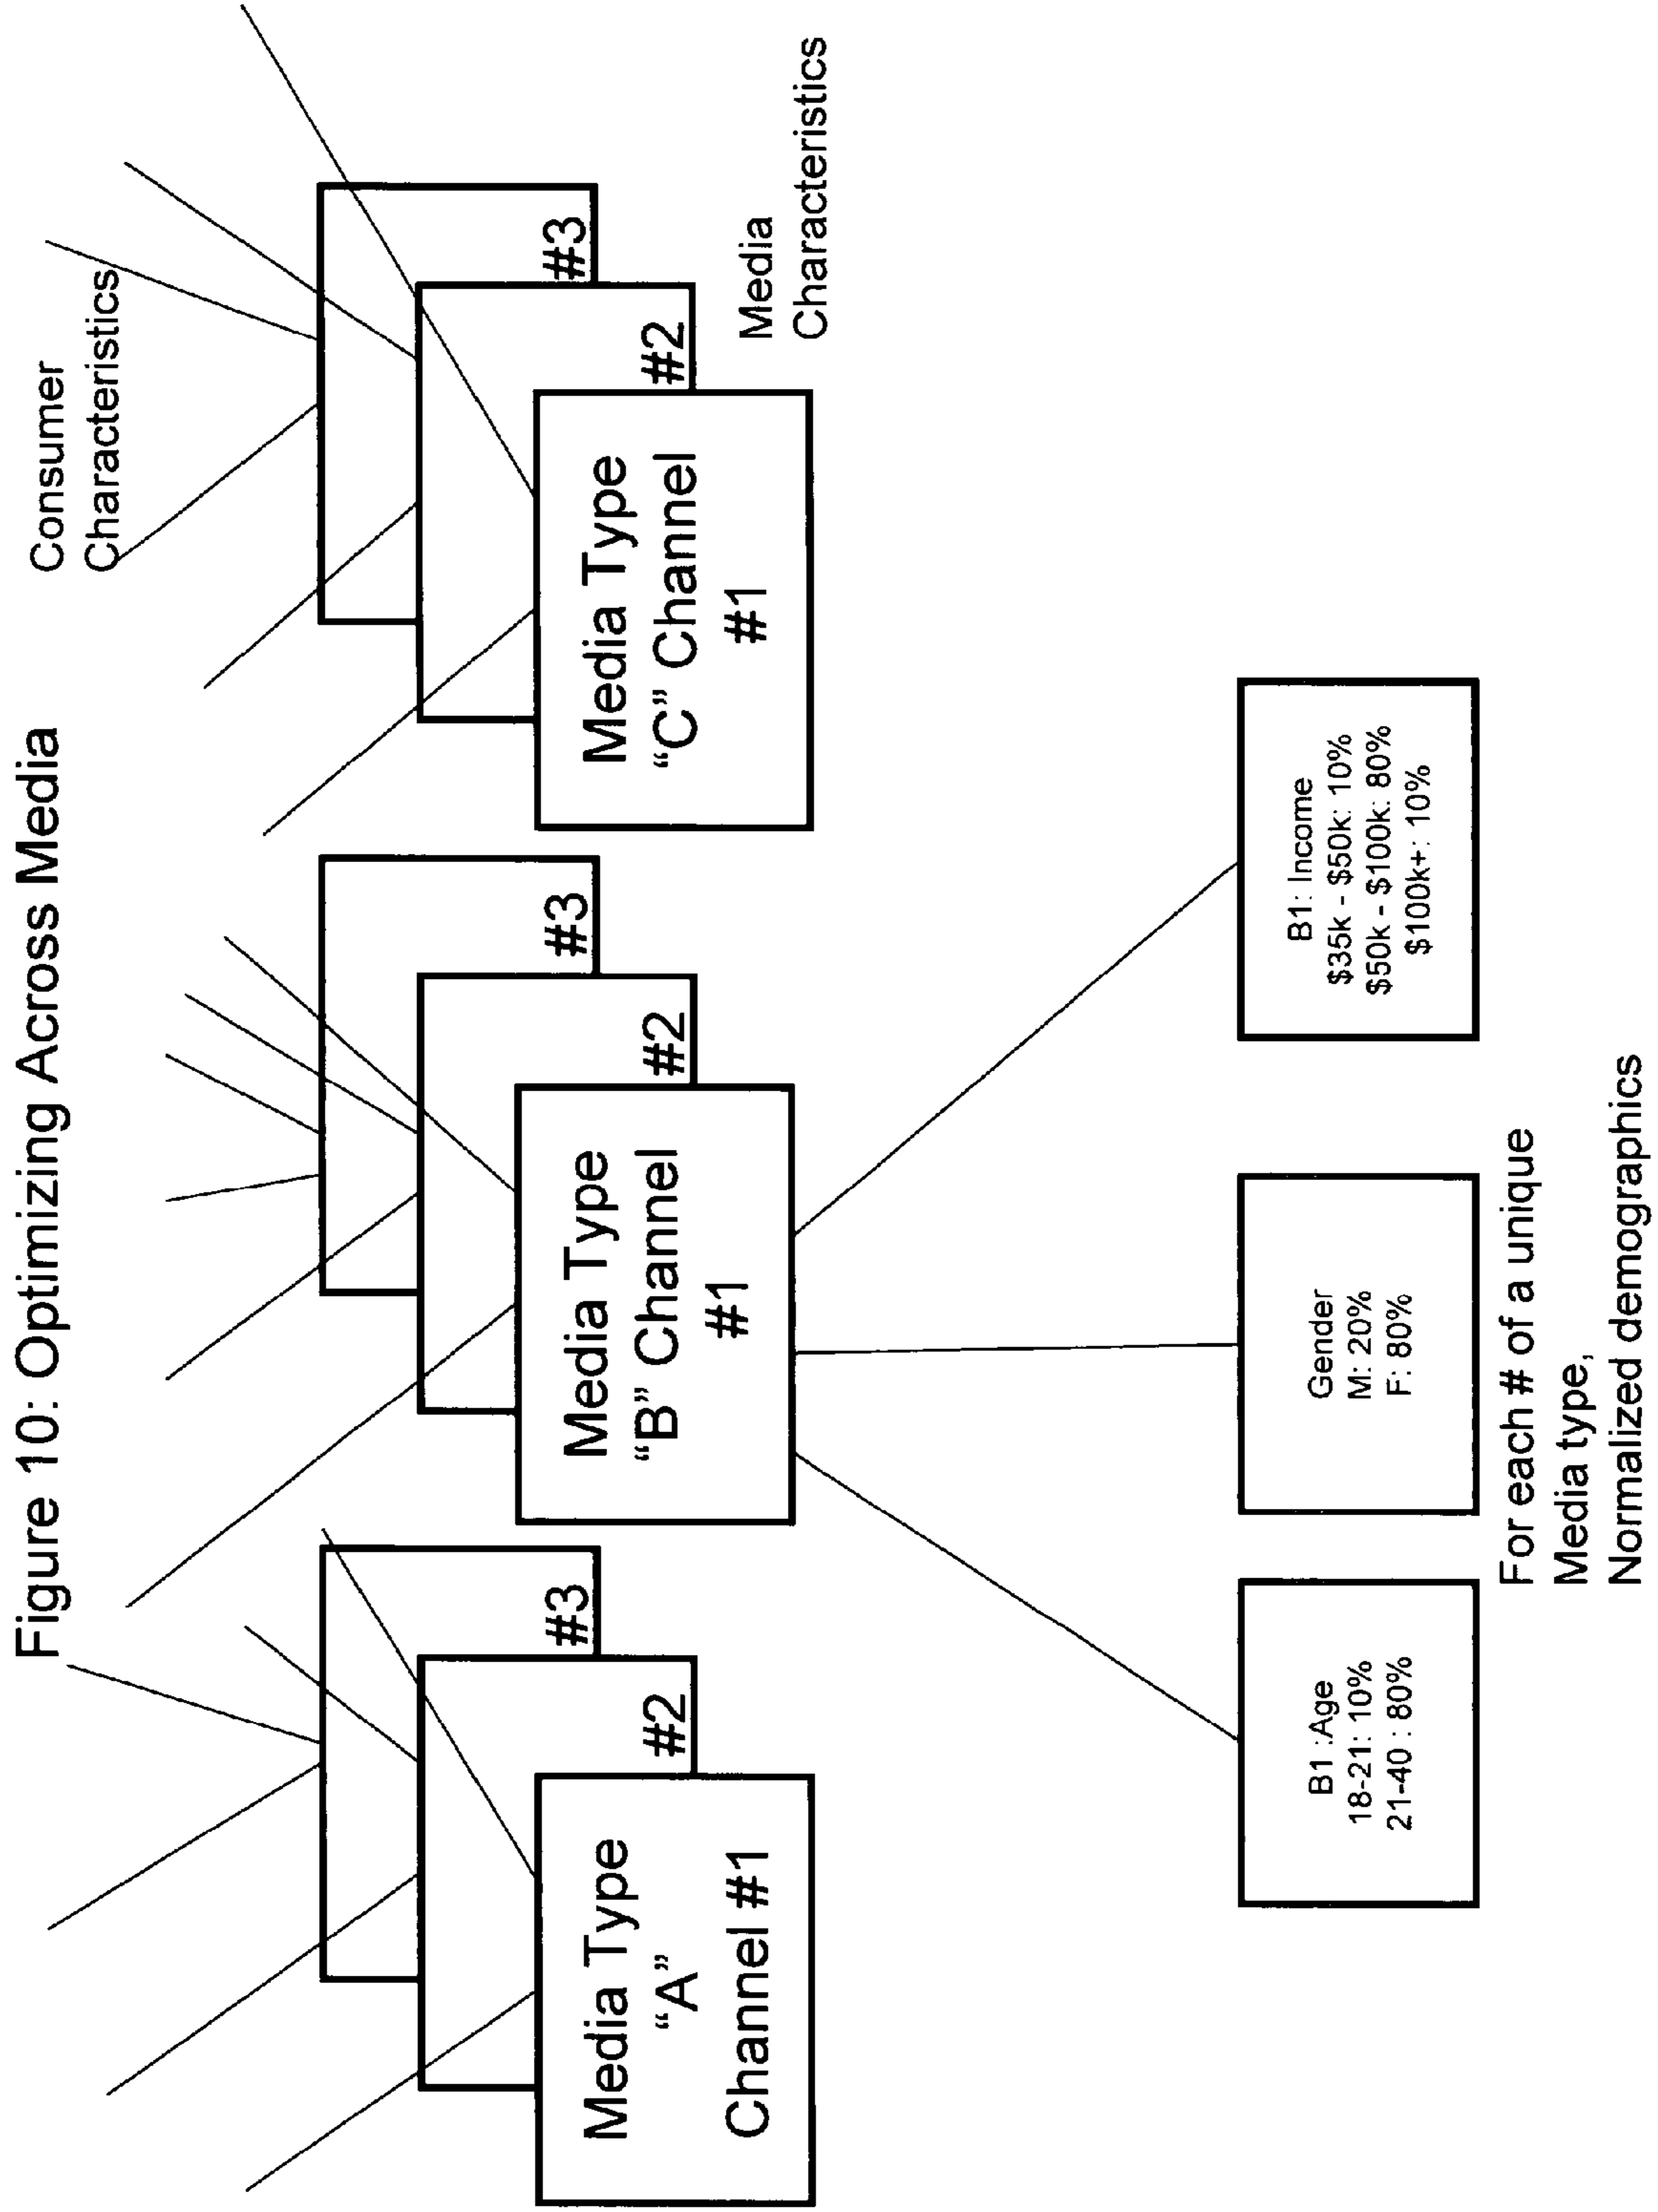 Figure 10: Optimizing Across Media
Consumer
Characteristics
#3
#2
Media Type
“A”
Channel #1
#3
#2
Media Type
“B” Channel
#1
#3
#2
Media Type
“C” Channel
#1
Media
Characteristics
B1 :Age
18-21: 10%
21-40 : 80%
Gender
M: 20%
F: 80%
B1: Income
$35k - $50k: 10%
$50k - $100k: 80%
$100k+: 10%
For each # of a unique
Media type,
Normalized demographics